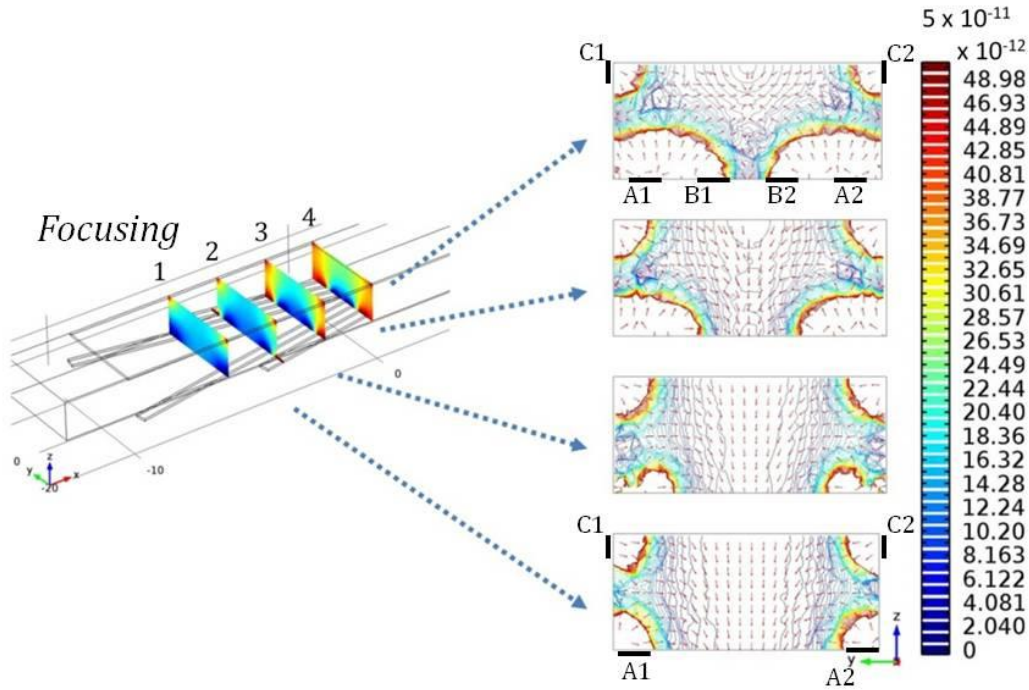 Focusing
1
2
3
4
0
-10
-20
0
x
y
z
C1
C2
A1
B1
B2
A2
C1
C2
A1
A2
y
z
5 x 10⁻¹¹
x 10⁻¹²
48.98
46.93
44.89
42.85
40.81
38.77
36.73
34.69
32.65
30.61
28.57
26.53
24.49
22.44
20.40
18.36
16.32
14.28
12.24
10.20
8.163
6.122
4.081
2.040
0